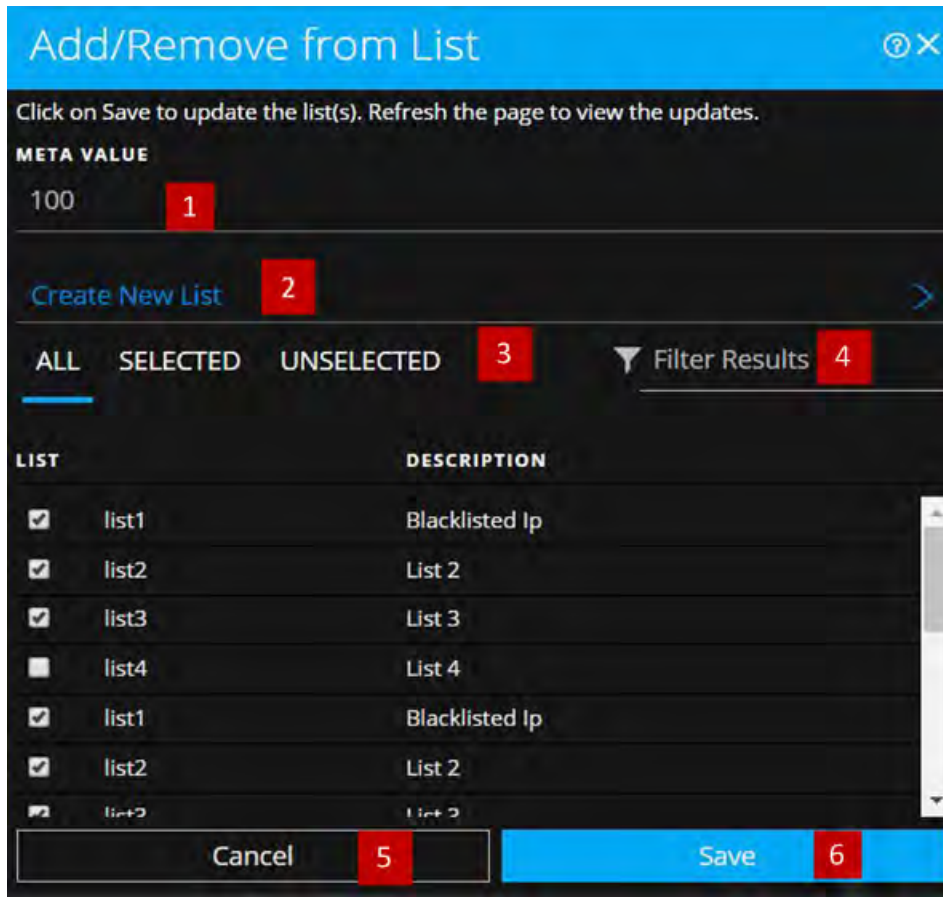 Add/Remove from List
Click on Save to update the list(s). Refresh the page to view the updates.
META VALUE
100 1
Create New List 2
ALL SELECTED UNSELECTED 3 Filter Results 4
LIST DESCRIPTION
list1 Blacklisted Ip
list2 List 2
list3 List 3
list4 List 4
list1 Blacklisted Ip
list2 List 2
Cancel 5 Save 6